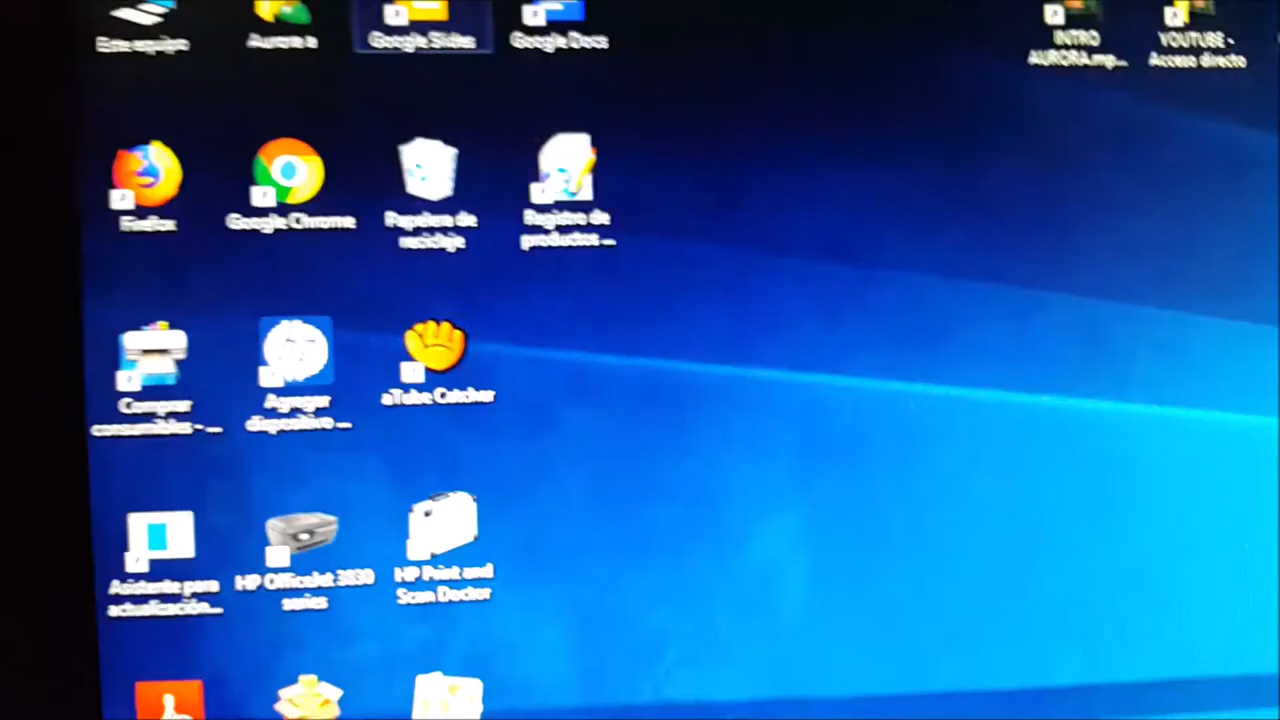 Este equipo
Aurora a
Google Slides
Google Docs
INTRO
AURORA.mp...
YOUTUBE -
Acceso directo
Firefox
Google Chrome
Papelera de
reciclaje
Registro de
productos ...
Comprar
consumibles - ...
Agregar
dispositivo ...
aTube Catcher
Asistente para
actualización...
HP OfficeJet 3830
series
HP Print and
Scan Doctor